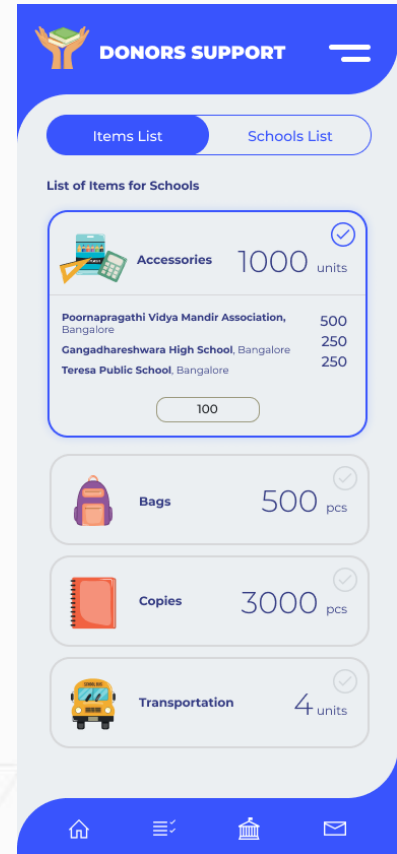 DONORS SUPPORT
Items List
Schools List
List of Items for Schools
Accessories 1000 units
Poornapragathi Vidya Mandir Association, 500
Bangalore
Gangadhareshwara High School, Bangalore 250
Teresa Public School, Bangalore 250
100
Bags 500 pcs
Copies 3000 pcs
Transportation 4 units